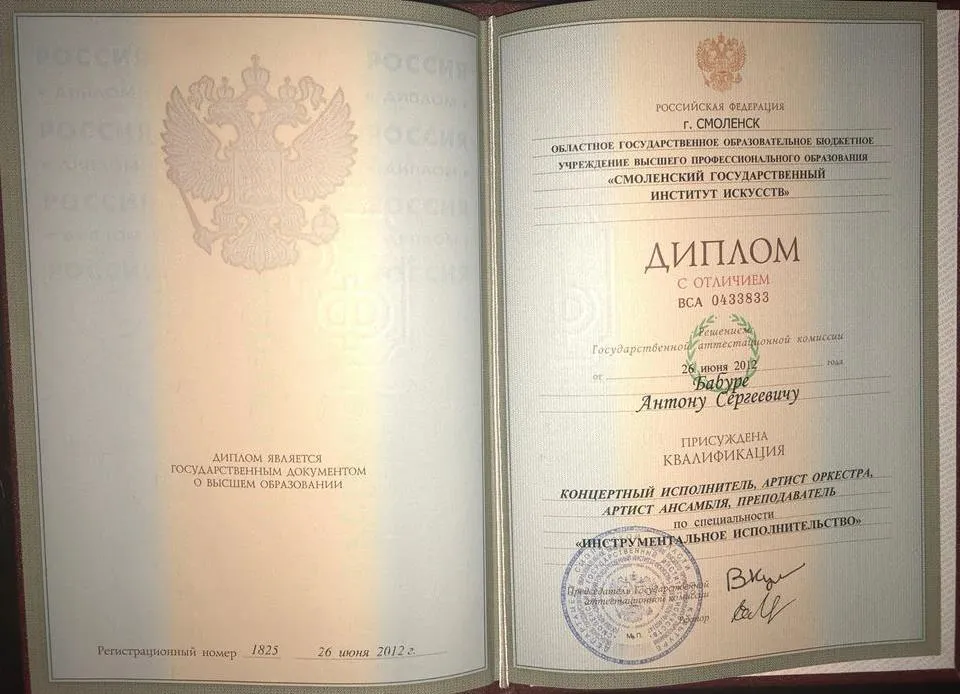 ДИПЛОМ ЯВЛЯЕТСЯ
ГОСУДАРСТВЕННЫМ ДОКУМЕНТОМ
О ВЫСШЕМ ОБРАЗОВАНИИ
Регистрационный номер 1825 26 июня 2012 г.
РОССИЙСКАЯ ФЕДЕРАЦИЯ
г. СМОЛЕНСК
ОБЛАСТНОЕ ГОСУДАРСТВЕННОЕ ОБРАЗОВАТЕЛЬНОЕ БЮДЖЕТНОЕ
УЧРЕЖДЕНИЕ ВЫСШЕГО ПРОФЕССИОНАЛЬНОГО ОБРАЗОВАНИЯ
«СМОЛЕНСКИЙ ГОСУДАРСТВЕННЫЙ
ИНСТИТУТ ИСКУССТВ»
ДИПЛОМ
С ОТЛИЧИЕМ
ВСА 0433833
Решением
Государственной аттестационной комиссии
от 26 июня 2012 года
Бабуре
Антону Сергеевичу
ПРИСУЖДЕНА
КВАЛИФИКАЦИЯ
КОНЦЕРТНЫЙ ИСПОЛНИТЕЛЬ, АРТИСТ ОРКЕСТРА,
АРТИСТ АНСАМБЛЯ, ПРЕПОДАВАТЕЛЬ
по специальности
«ИНСТРУМЕНТАЛЬНОЕ ИСПОЛНИТЕЛЬСТВО»
Председатель Государственной
аттестационной комиссии
Ректор
М.П.